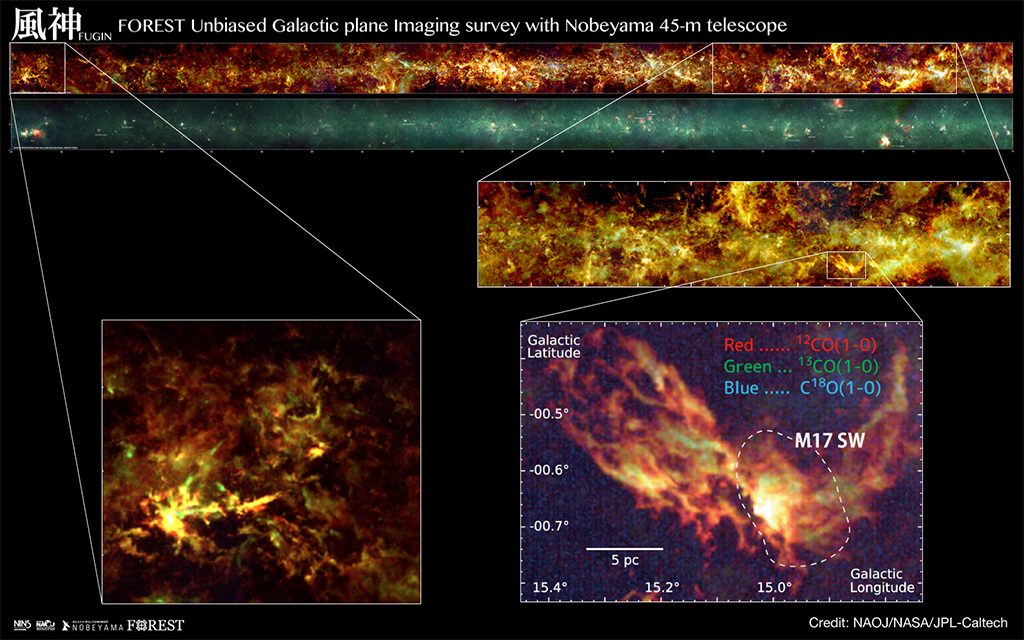 風神 FUGIN FOREST Unbiased Galactic plane Imaging survey with Nobeyama 45-m telescope
Galactic
Latitude
Red ...... ¹²CO(1-0)
Green ... ¹³CO(1-0)
Blue ..... C¹⁸O(1-0)
-00.5°
M17 SW
-00.6°
-00.7°
5 pc
15.4°
15.2°
15.0°
Galactic
Longitude
NINS NAOJ NOBEYAMA FOREST
Credit: NAOJ/NASA/JPL-Caltech